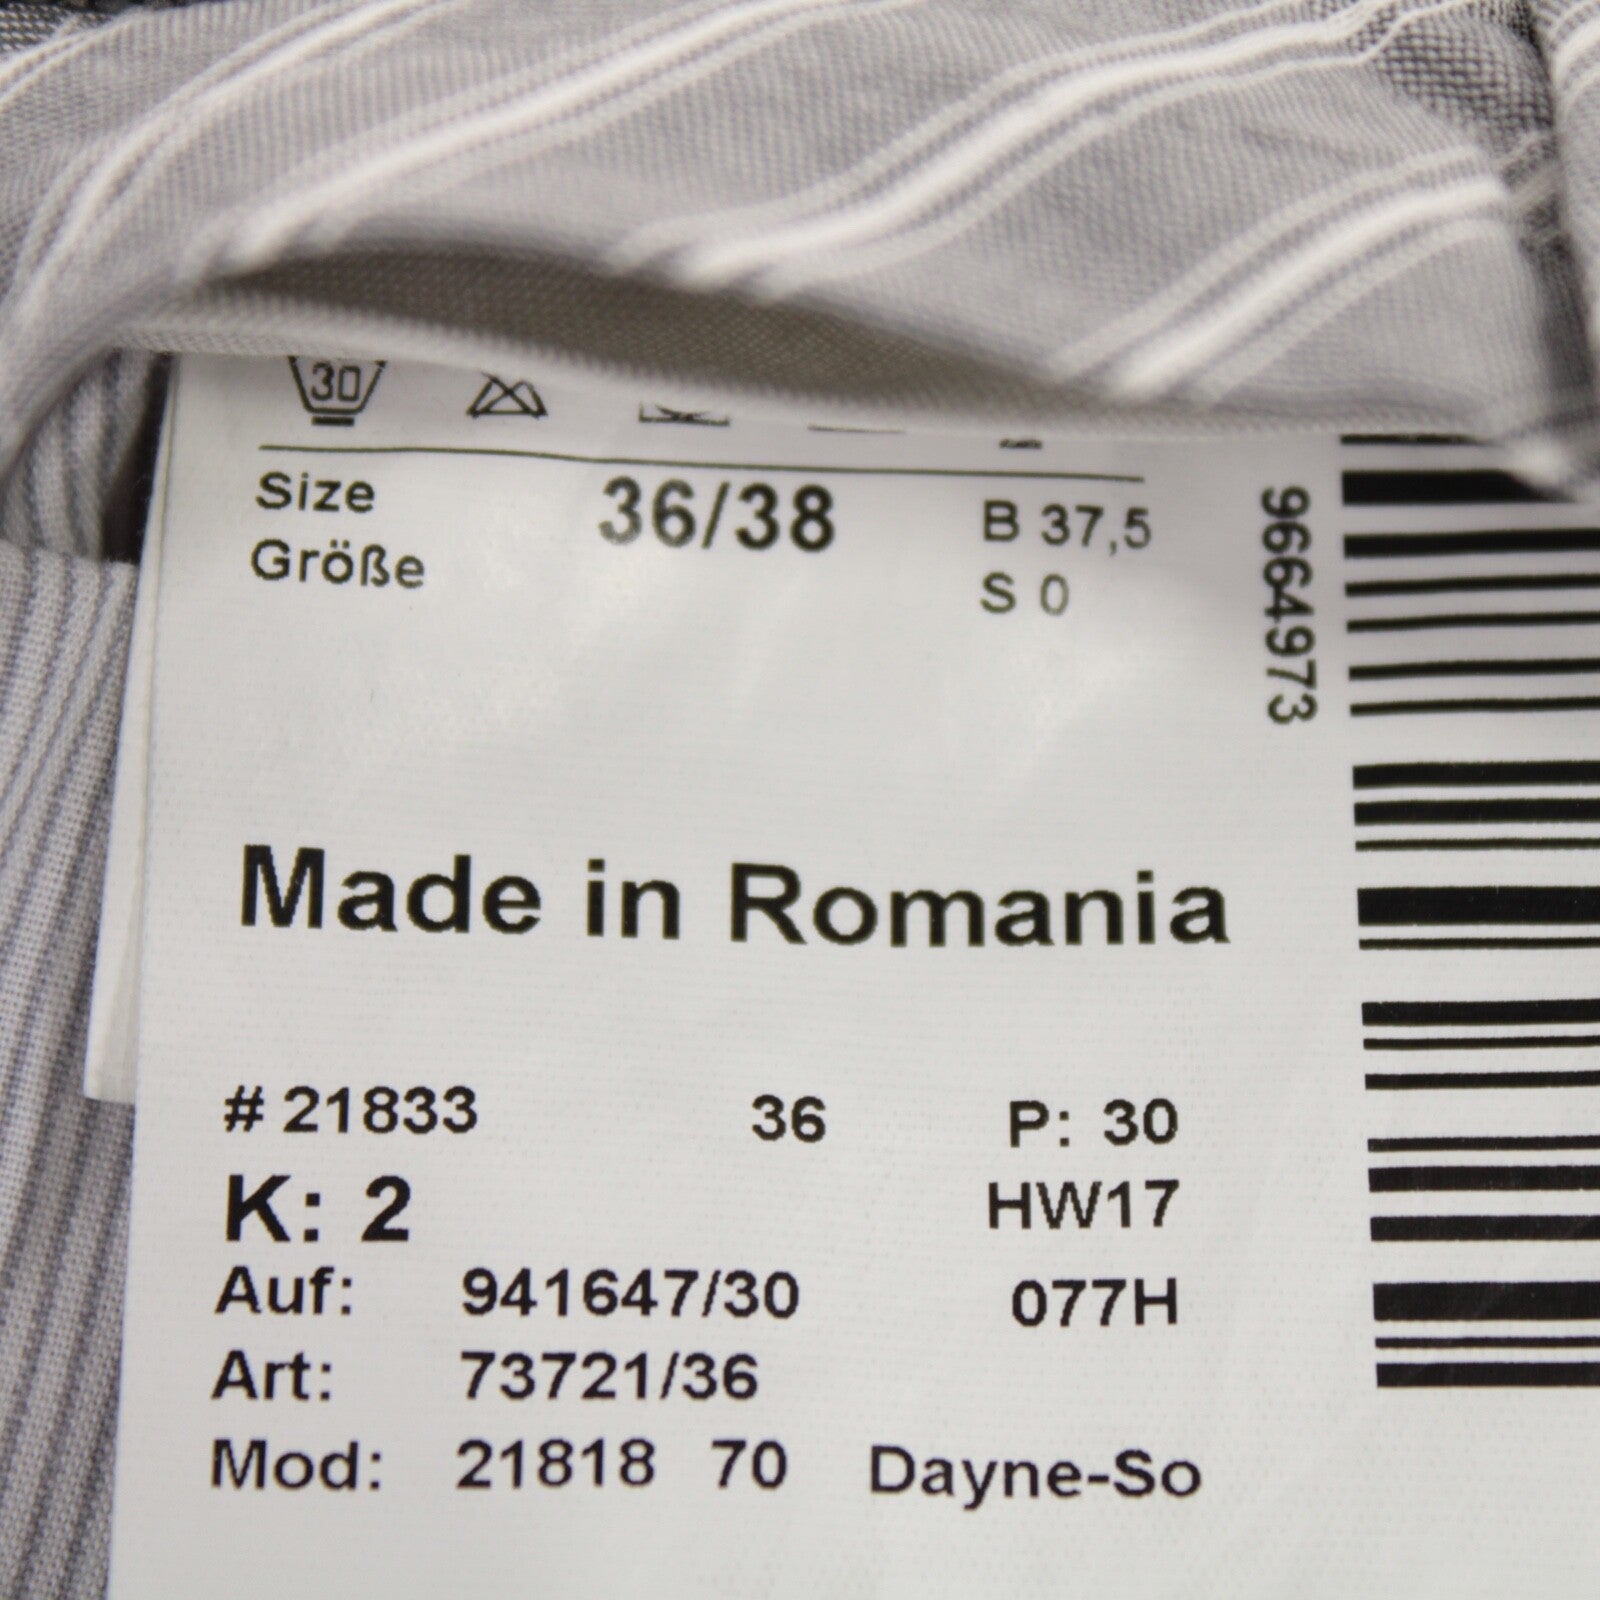 30
Size 36/38 B 37,5
Größe S 0
9664973
Made in Romania
# 21833 36 P: 30
K: 2 HW17
Auf: 941647/30 077H
Art: 73721/36
Mod: 21818 70 Dayne-So